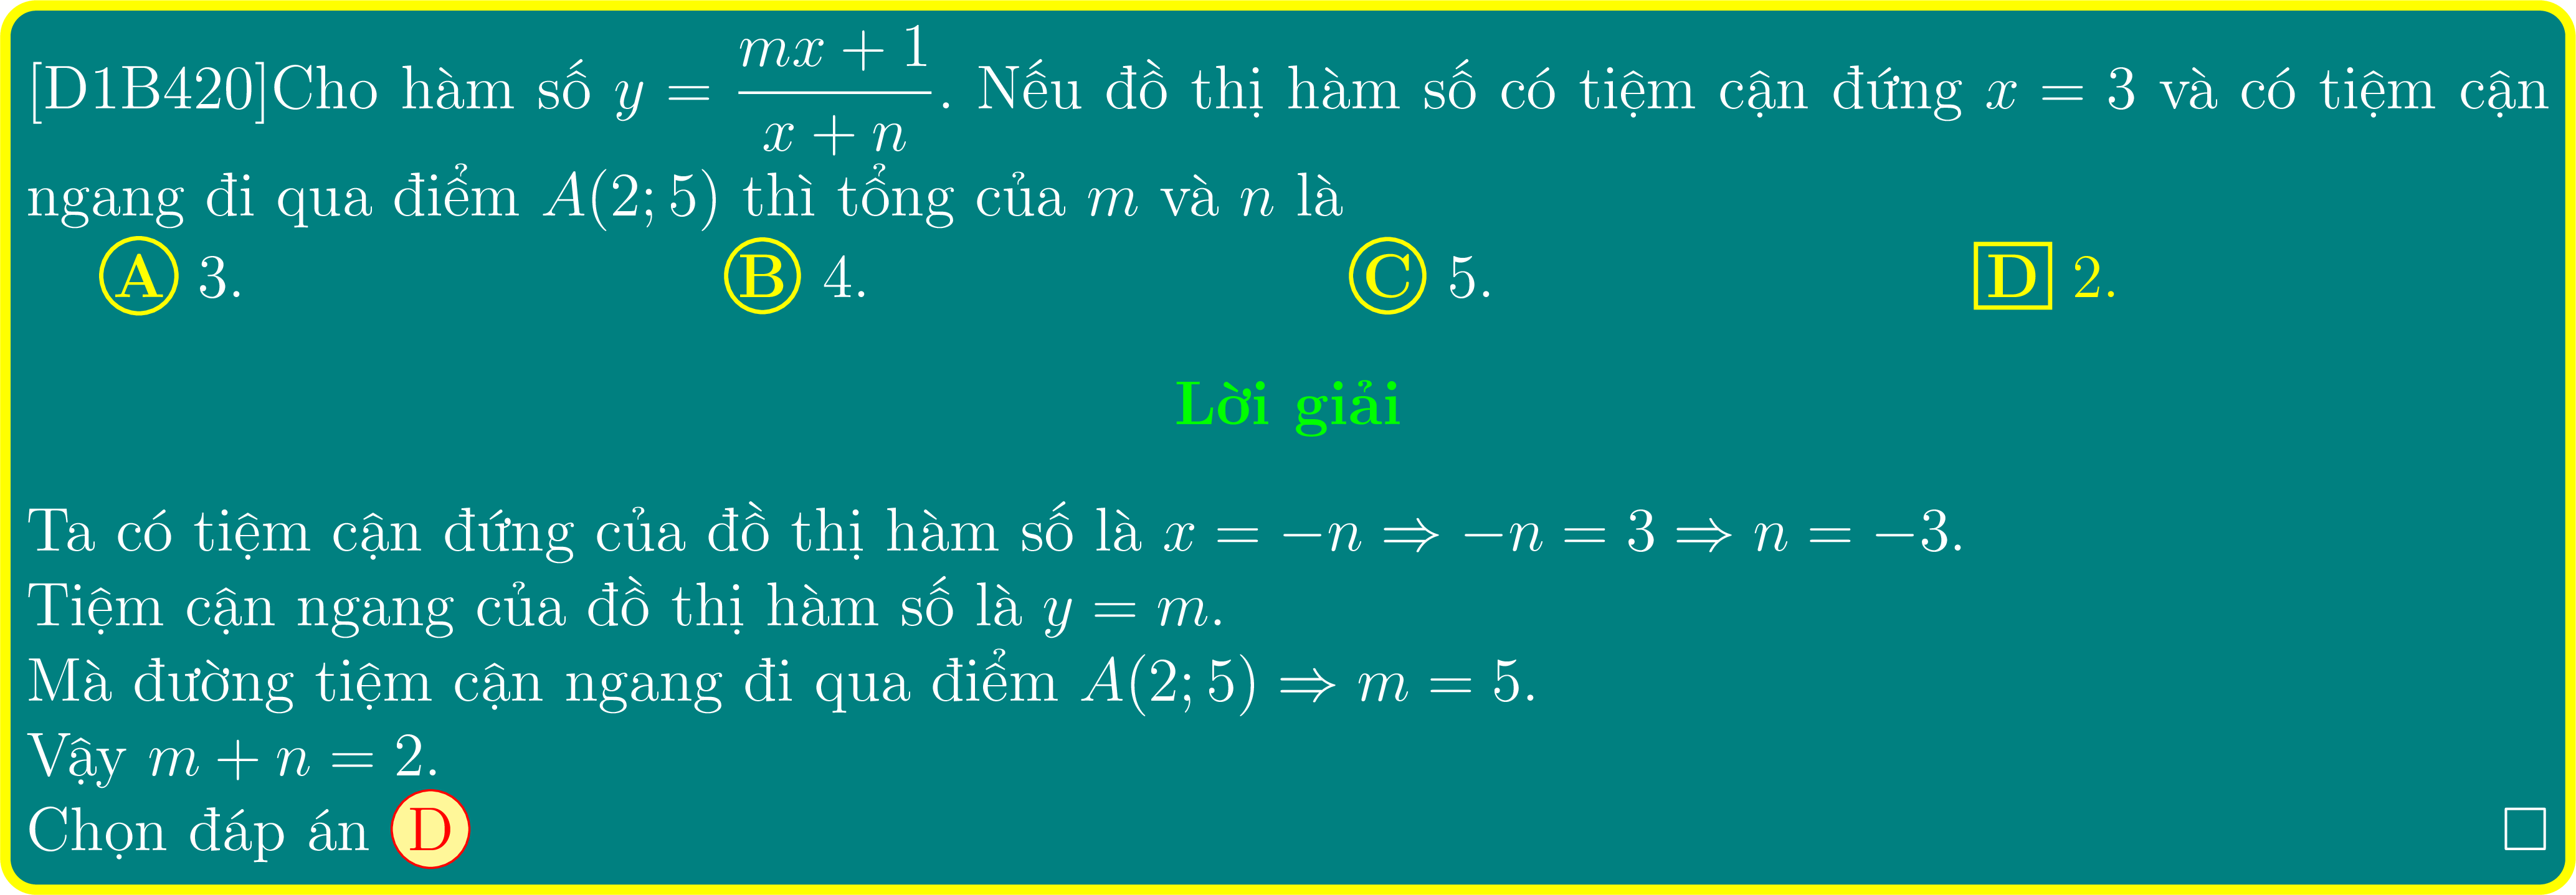 [D1B420]Cho hàm số y = \frac{mx + 1}{x + n}. Nếu đồ thị hàm số có tiệm cận đứng x = 3 và có tiệm cận
ngang đi qua điểm A(2; 5) thì tổng của m và n là
A 3. B 4. C 5. D 2.
Lời giải
Ta có tiệm cận đứng của đồ thị hàm số là x = −n ⇒ −n = 3 ⇒ n = −3.
Tiệm cận ngang của đồ thị hàm số là y = m.
Mà đường tiệm cận ngang đi qua điểm A(2; 5) ⇒ m = 5.
Vậy m + n = 2.
Chọn đáp án D □